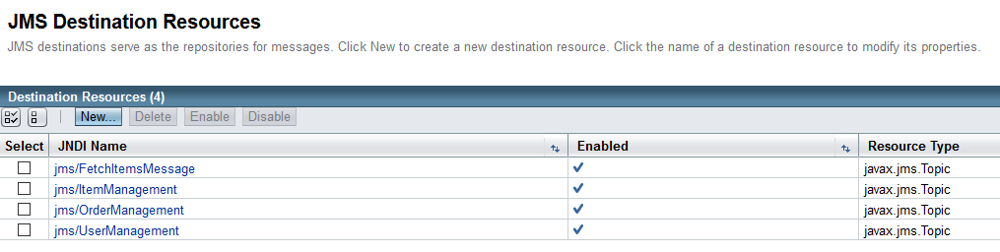 JMS Destination Resources
JMS destinations serve as the repositories for messages. Click New to create a new destination resource. Click the name of a destination resource to modify its properties.
Destination Resources (4)
New... Delete Enable Disable
Select JNDI Name Enabled Resource Type
jms/FetchItemsMessage javax.jms.Topic
jms/ItemManagement javax.jms.Topic
jms/OrderManagement javax.jms.Topic
jms/UserManagement javax.jms.Topic